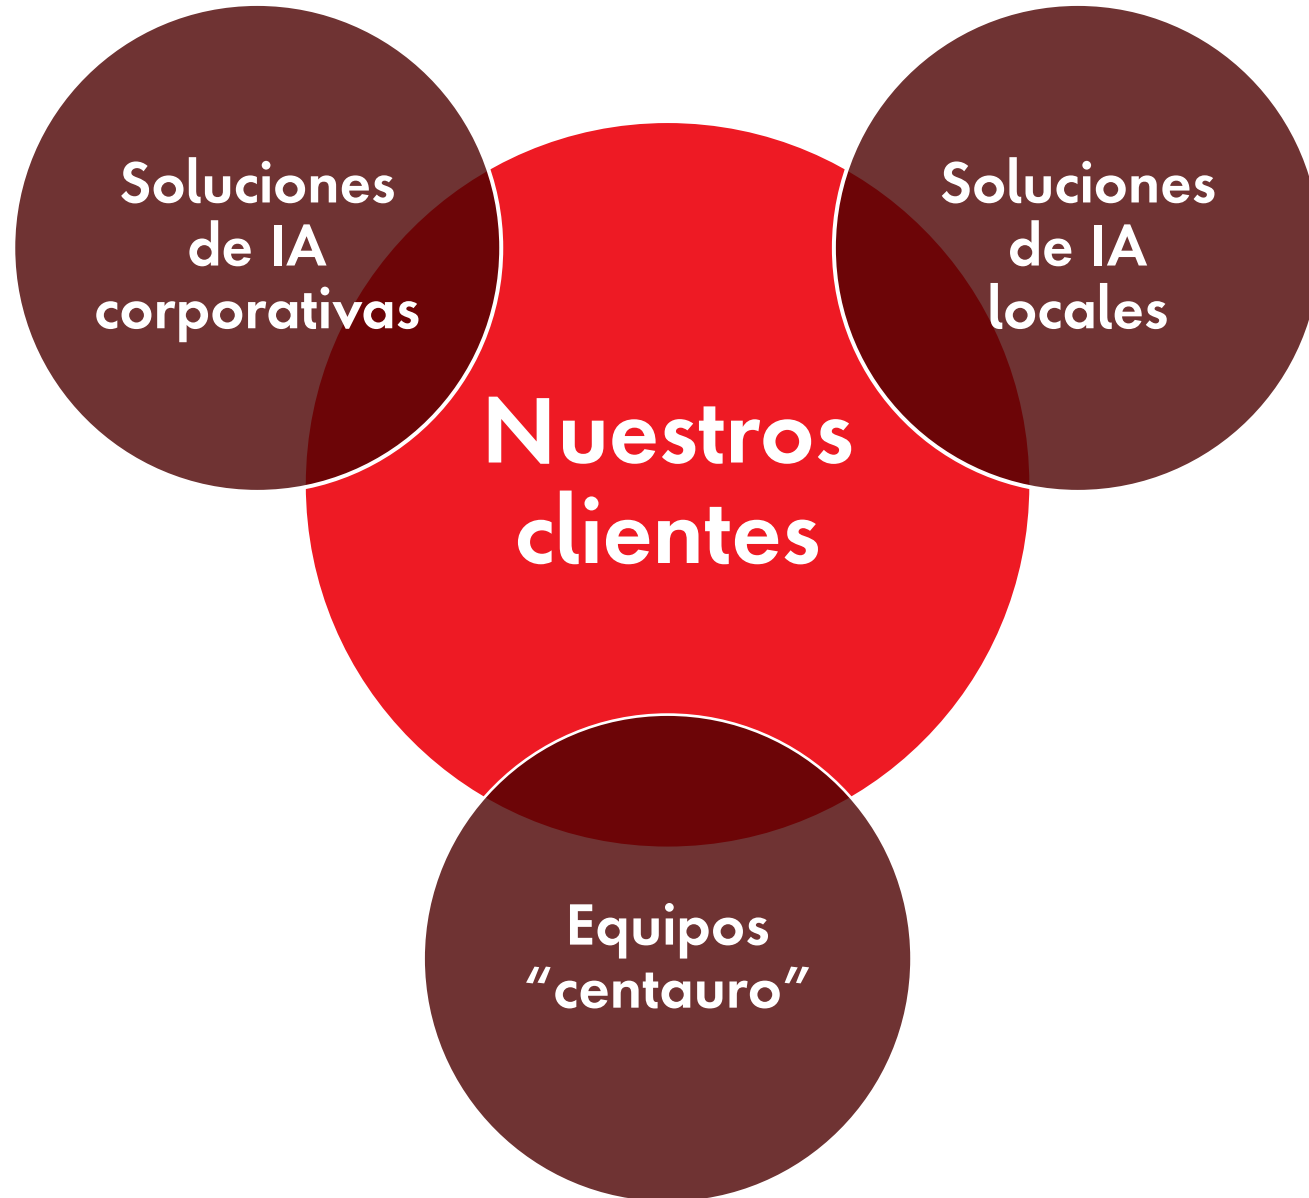 Soluciones
de IA
corporativas
Soluciones
de IA
locales
Nuestros
clientes
Equipos
“centauro”